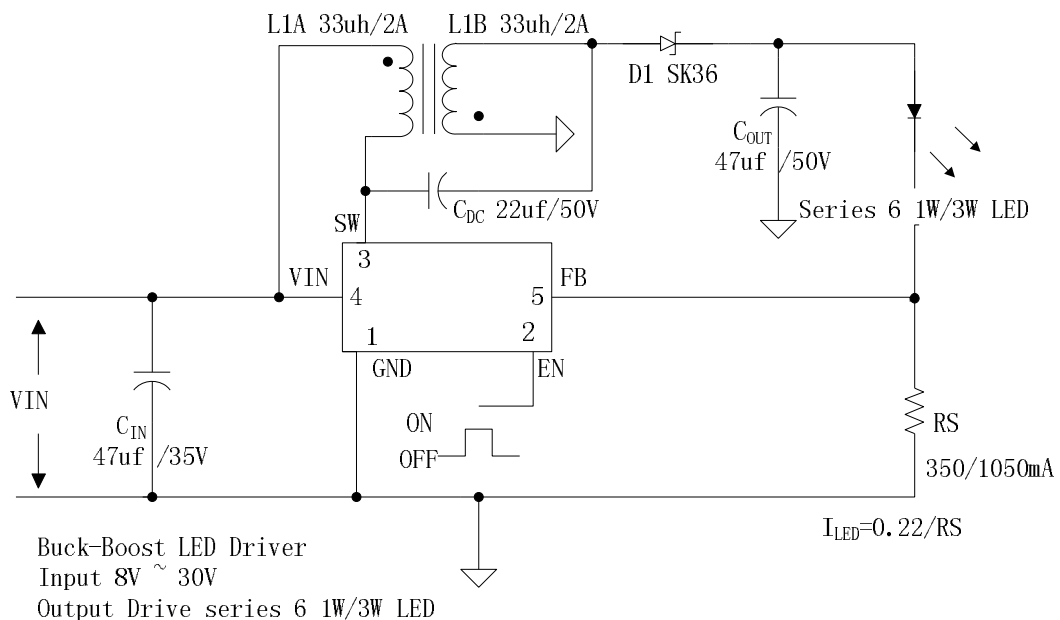 L1A 33uh/2A
L1B 33uh/2A
D1 SK36
COUT
47uf/50V
CDC 22uf/50V
Series 6 1W/3W LED
SW
3
VIN
4
5
FB
1
2
GND
EN
VIN
CIN
47uf /35V
ON
OFF
RS
350/1050mA
ILED=0.22/RS
Buck-Boost LED Driver
Input 8V ~ 30V
Output Drive series 6 1W/3W LED